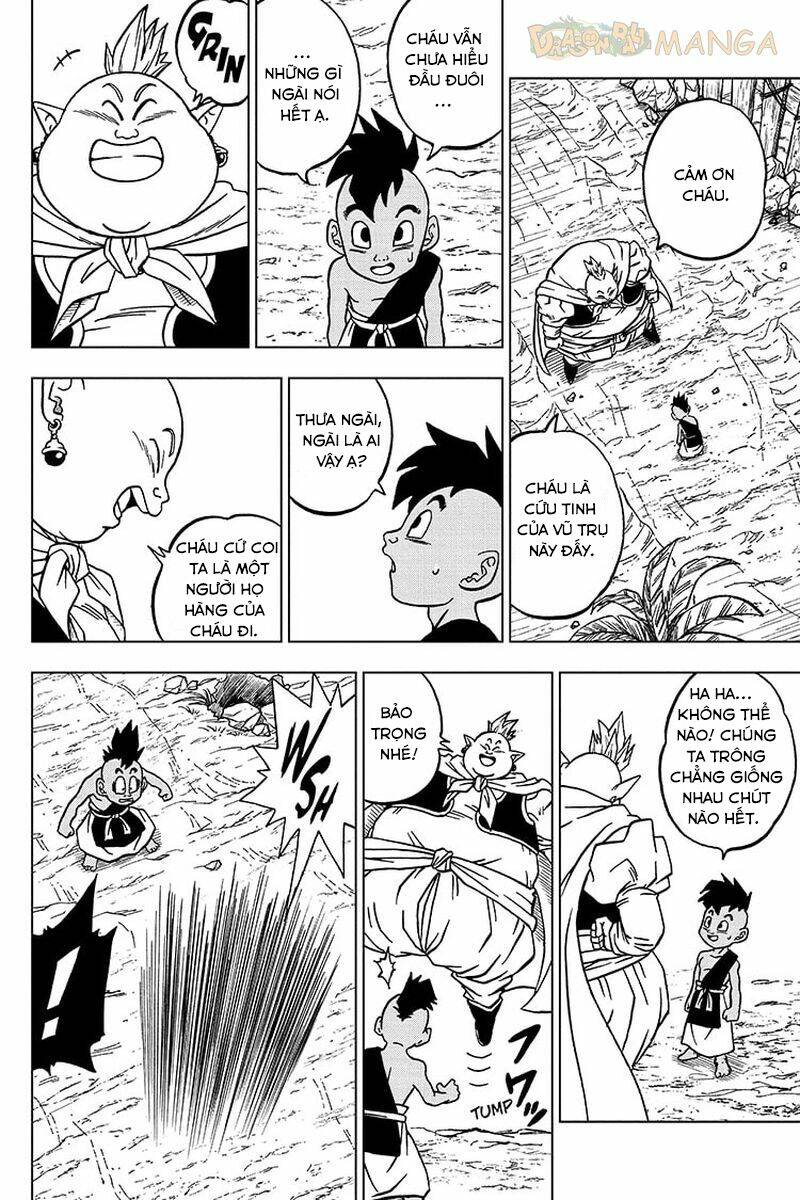 DRAGON BALL MANGA
CẢM ƠN
CHÁU.
CHÁU LÀ
CỨU TINH
CỦA VŨ TRỤ
NÀY ĐẤY.
CHÁU VẪN
CHƯA HIỂU
ĐẦU ĐUÔI
...
...
NHỮNG GÌ
NGÀI NÓI
HẾT Ạ.
GRIN
THƯA NGÀI,
NGÀI LÀ AI
VẬY Ạ?
CHÁU CỨ COI
TA LÀ MỘT
NGƯỜI HỌ
HÀNG CỦA
CHÁU ĐI.
HA HA...
KHÔNG THỂ
NÀO! CHÚNG
TA TRÔNG
CHẲNG GIỐNG
NHAU CHÚT
NÀO HẾT.
BẢO
TRỌNG
NHÉ!
フワッ
TUMP
WSH
!